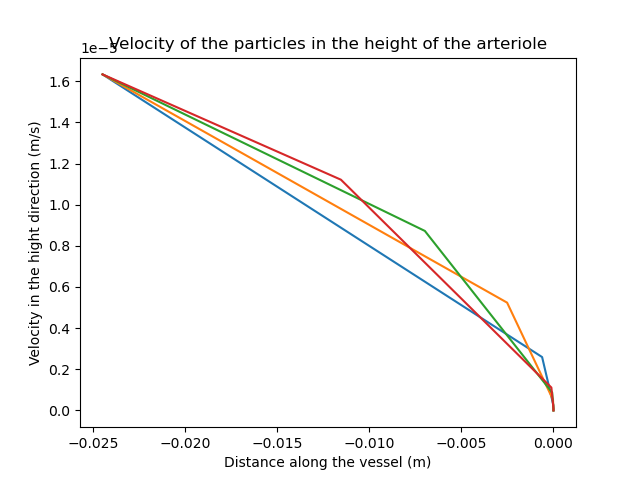 Velocity of the particles in the height of the arteriole
1e−5
1.6
1.4
1.2
1.0
0.8
0.6
0.4
0.2
0.0
Velocity in the hight direction (m/s)
−0.025 −0.020 −0.015 −0.010 −0.005 0.000
Distance along the vessel (m)